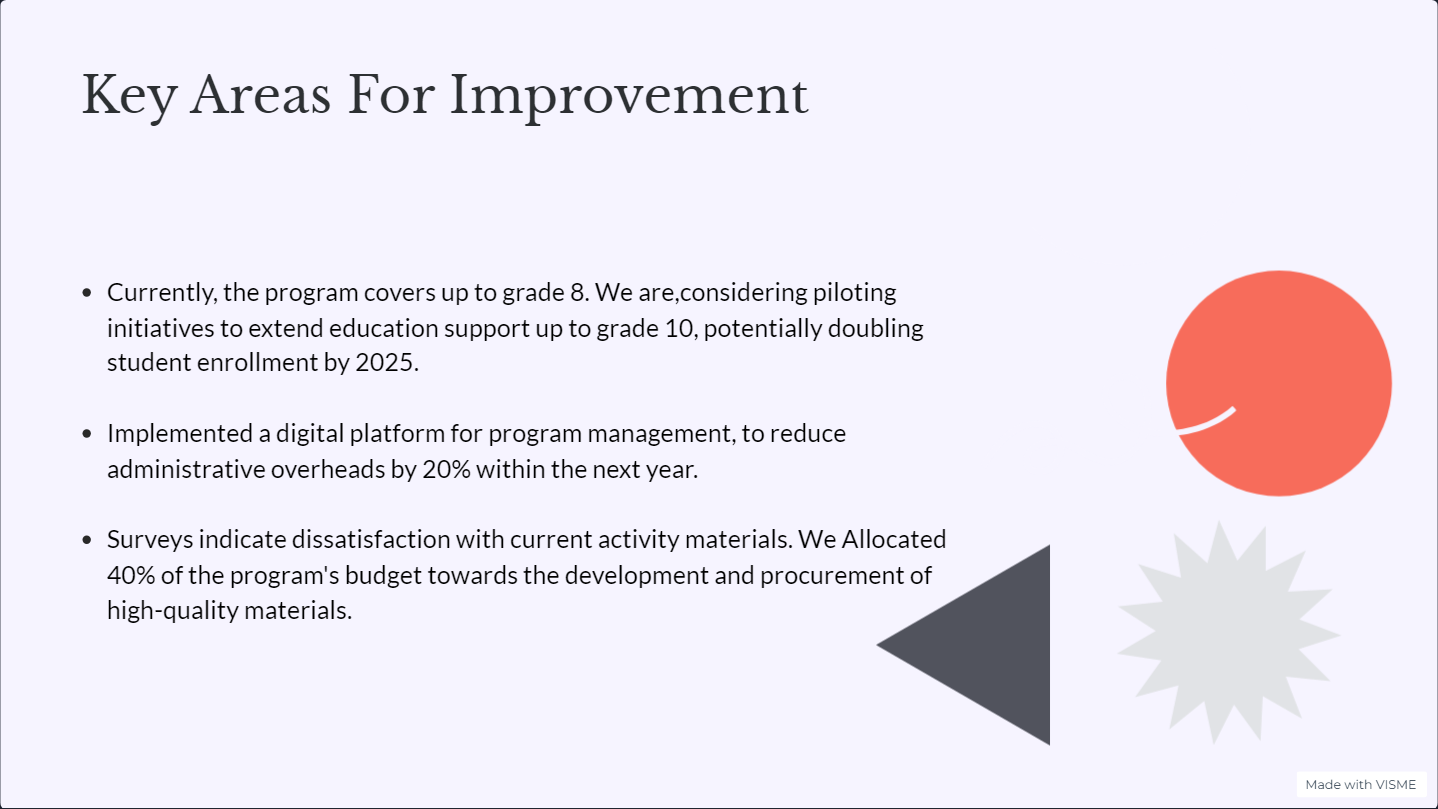 Key Areas For Improvement
• Currently, the program covers up to grade 8. We are,considering piloting
initiatives to extend education support up to grade 10, potentially doubling
student enrollment by 2025.
• Implemented a digital platform for program management, to reduce
administrative overheads by 20% within the next year.
• Surveys indicate dissatisfaction with current activity materials. We Allocated
40% of the program's budget towards the development and procurement of
high-quality materials.
Made with VISME